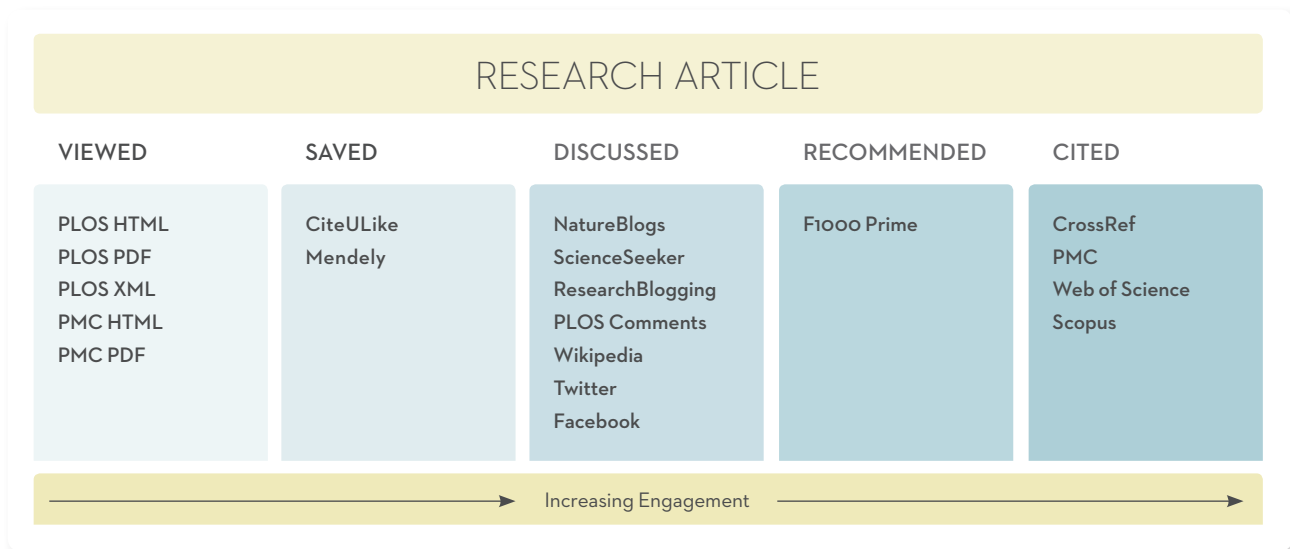 RESEARCH ARTICLE
VIEWED
PLOS HTML
PLOS PDF
PLOS XML
PMC HTML
PMC PDF
SAVED
CiteULike
Mendely
DISCUSSED
NatureBlogs
ScienceSeeker
ResearchBlogging
PLOS Comments
Wikipedia
Twitter
Facebook
RECOMMENDED
F1000 Prime
CITED
CrossRef
PMC
Web of Science
Scopus
Increasing Engagement